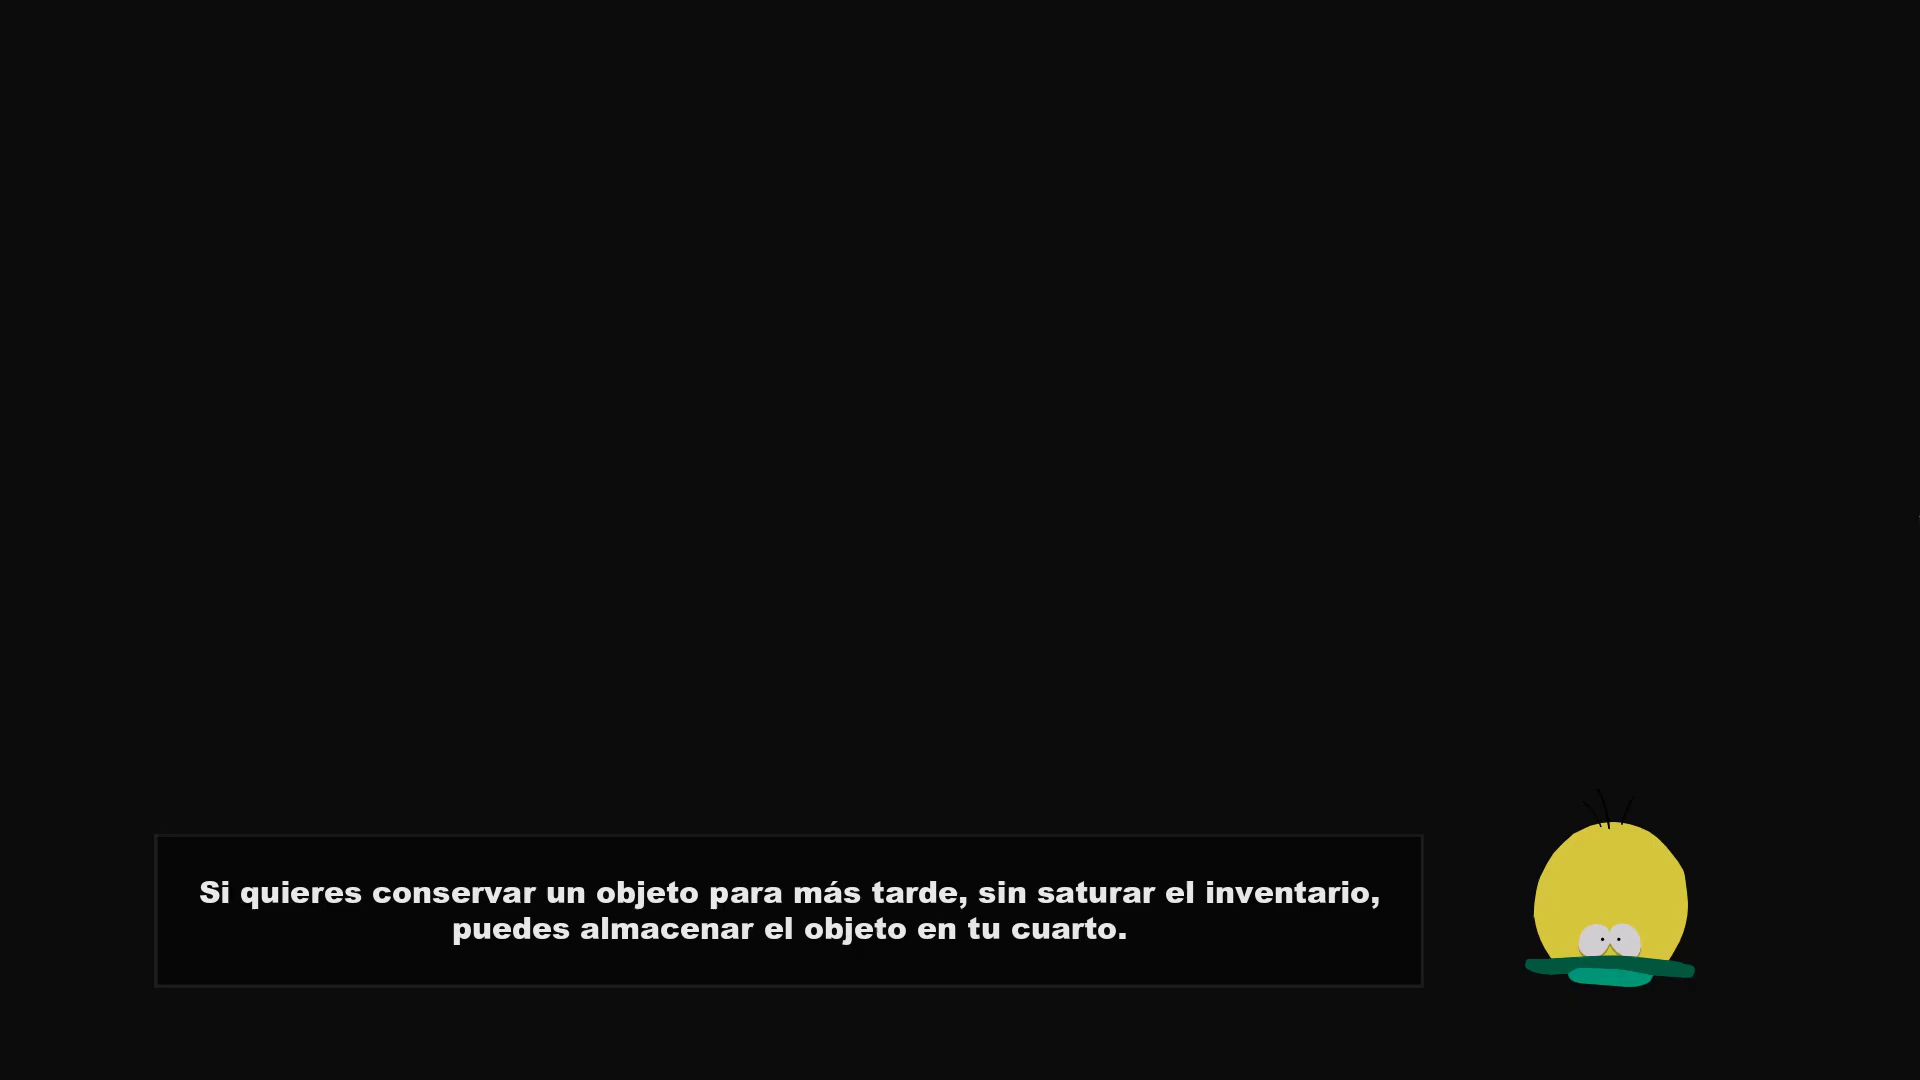 Si quieres conservar un objeto para más tarde, sin saturar el inventario,
puedes almacenar el objeto en tu cuarto.